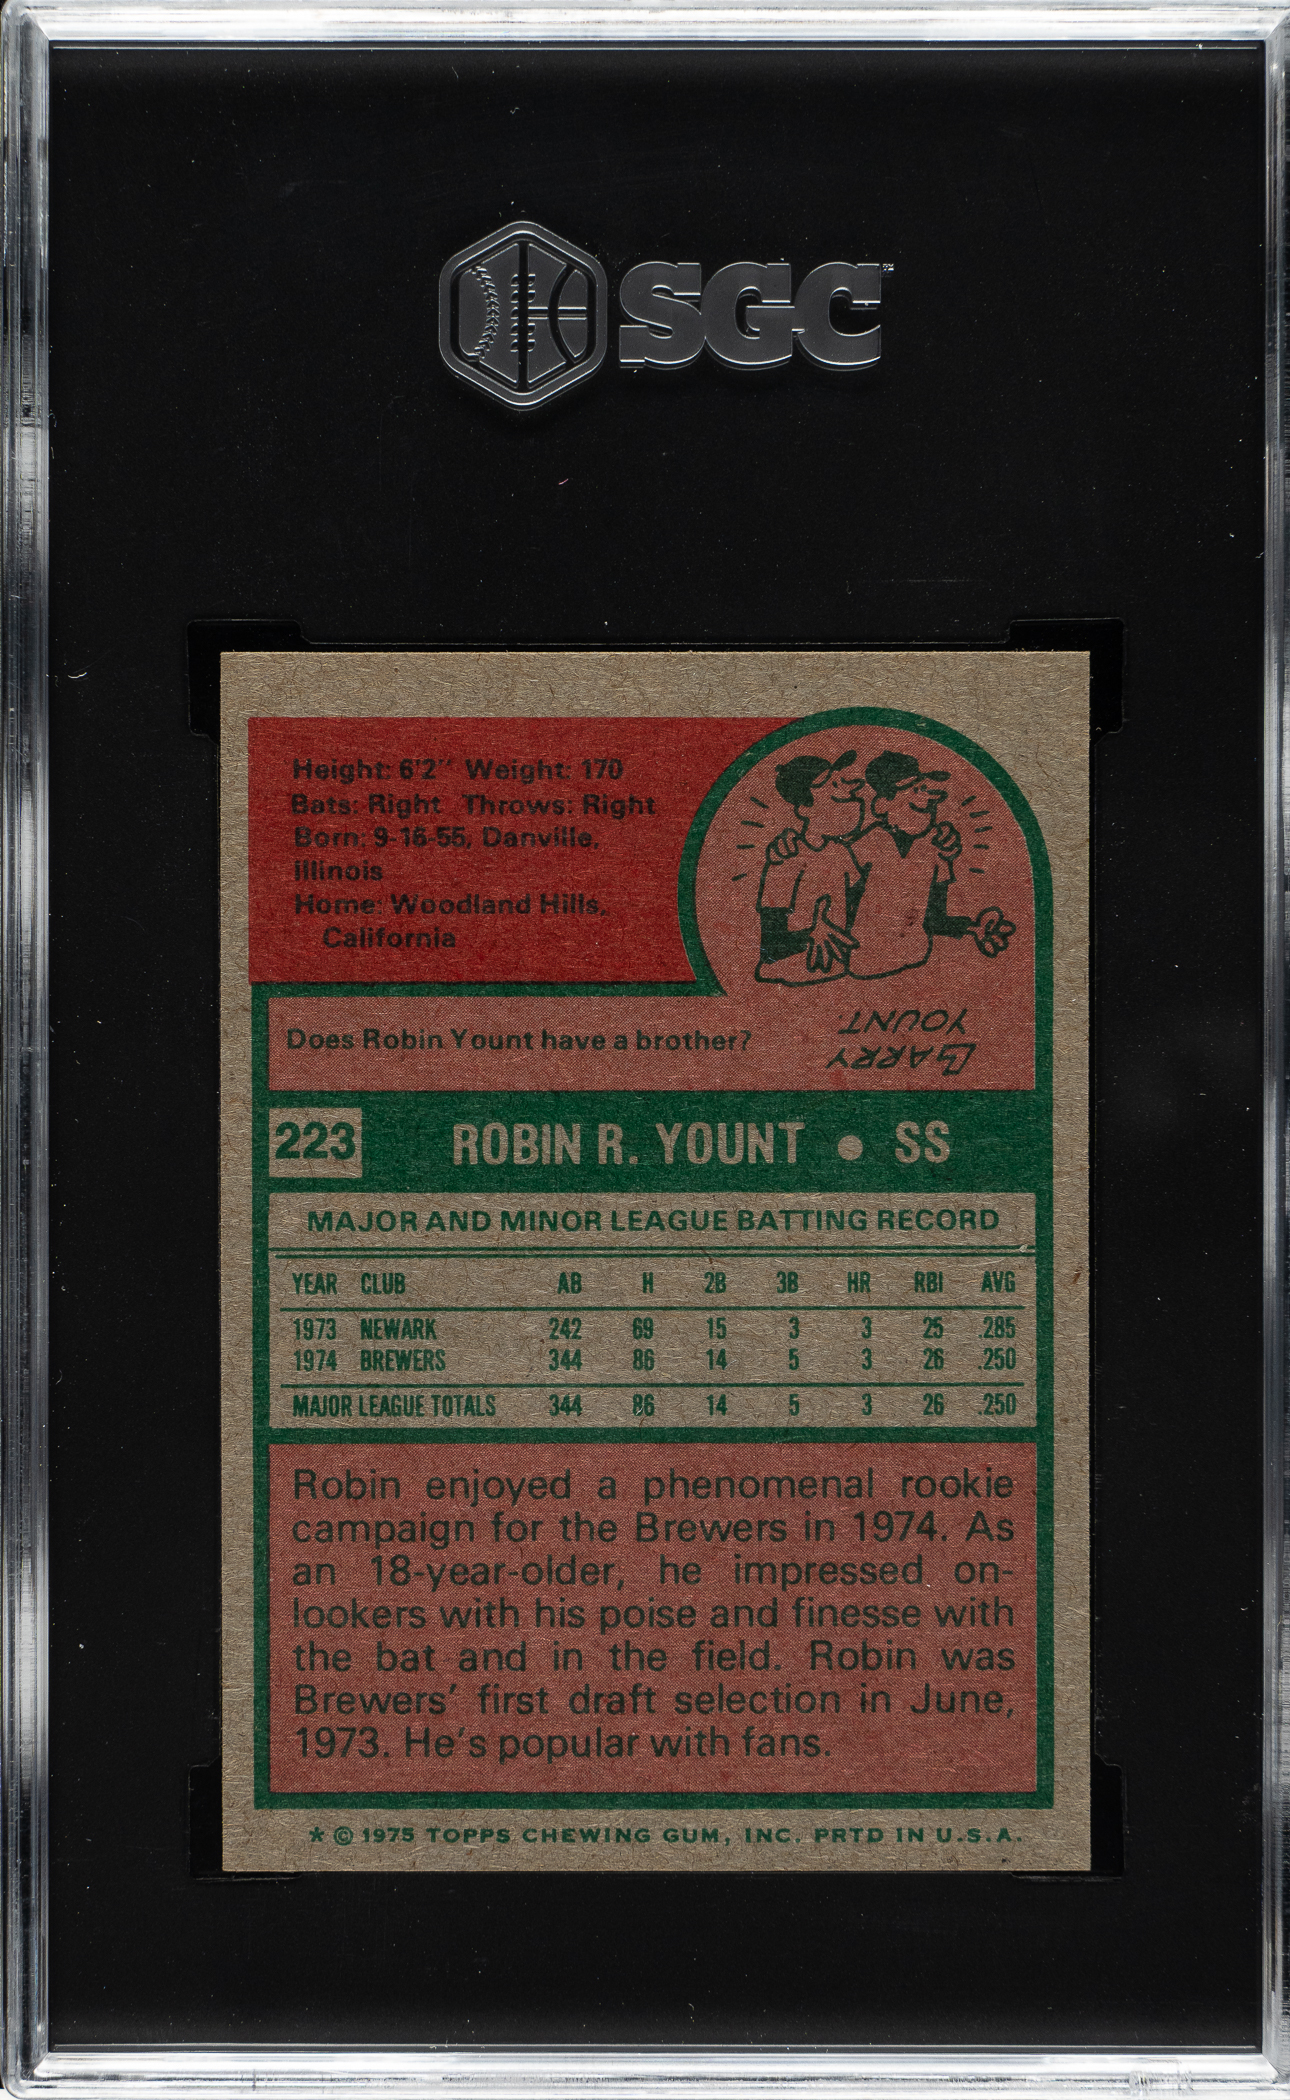 SGC
Height: 6'2" Weight: 170
Bats: Right Throws: Right
Born: 9-16-55, Danville,
Illinois
Home: Woodland Hills,
California
Does Robin Yount have a brother?
LARRY
YOUNT.
223 ROBIN R. YOUNT • SS
MAJOR AND MINOR LEAGUE BATTING RECORD
YEAR CLUB AB H 2B 3B HR RBI AVG
1973 NEWARK 242 69 15 3 3 25 .285
1974 BREWERS 344 86 14 5 3 26 .250
MAJOR LEAGUE TOTALS 344 86 14 5 3 26 .250
Robin enjoyed a phenomenal rookie
campaign for the Brewers in 1974. As
an 18-year-older, he impressed on-
lookers with his poise and finesse with
the bat and in the field. Robin was
Brewers' first draft selection in June,
1973. He's popular with fans.
* © 1975 TOPPS CHEWING GUM, INC. PRTD IN U.S.A.